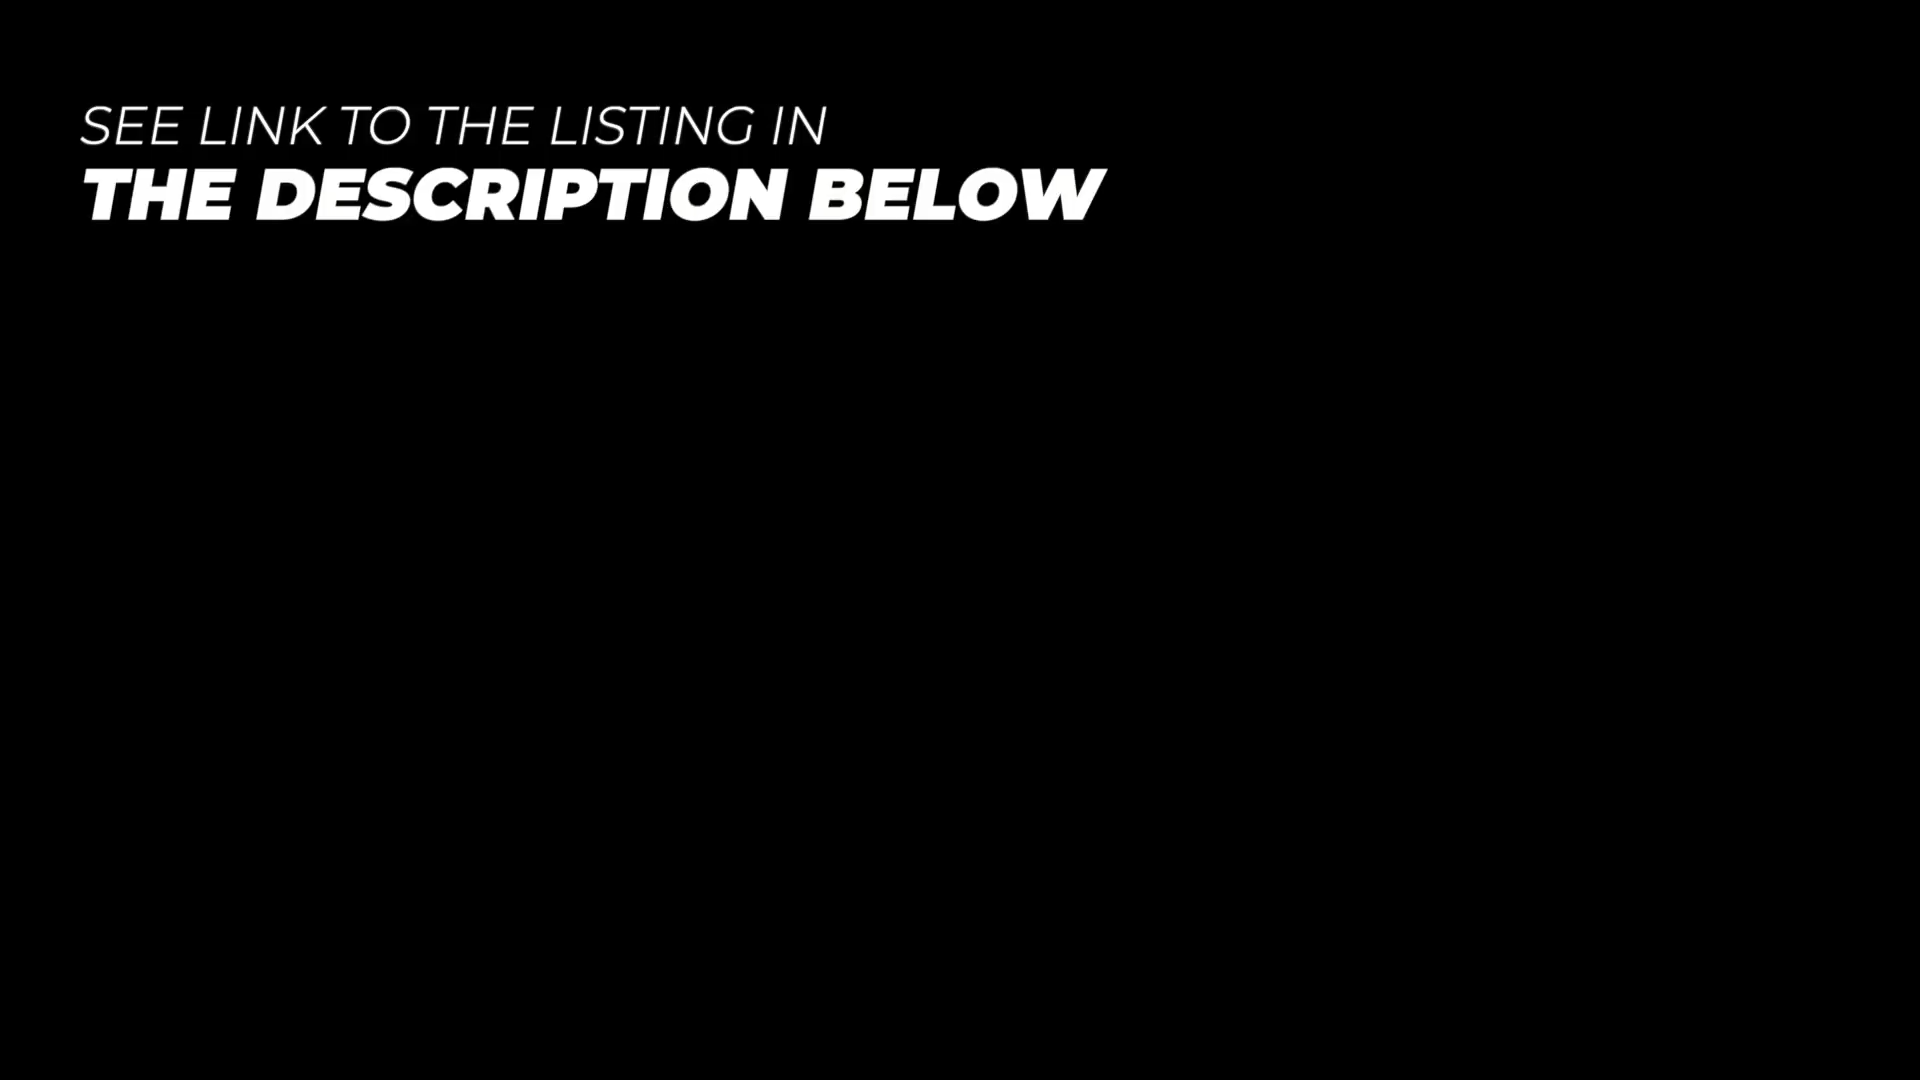 SEE LINK TO THE LISTING IN
THE DESCRIPTION BELOW